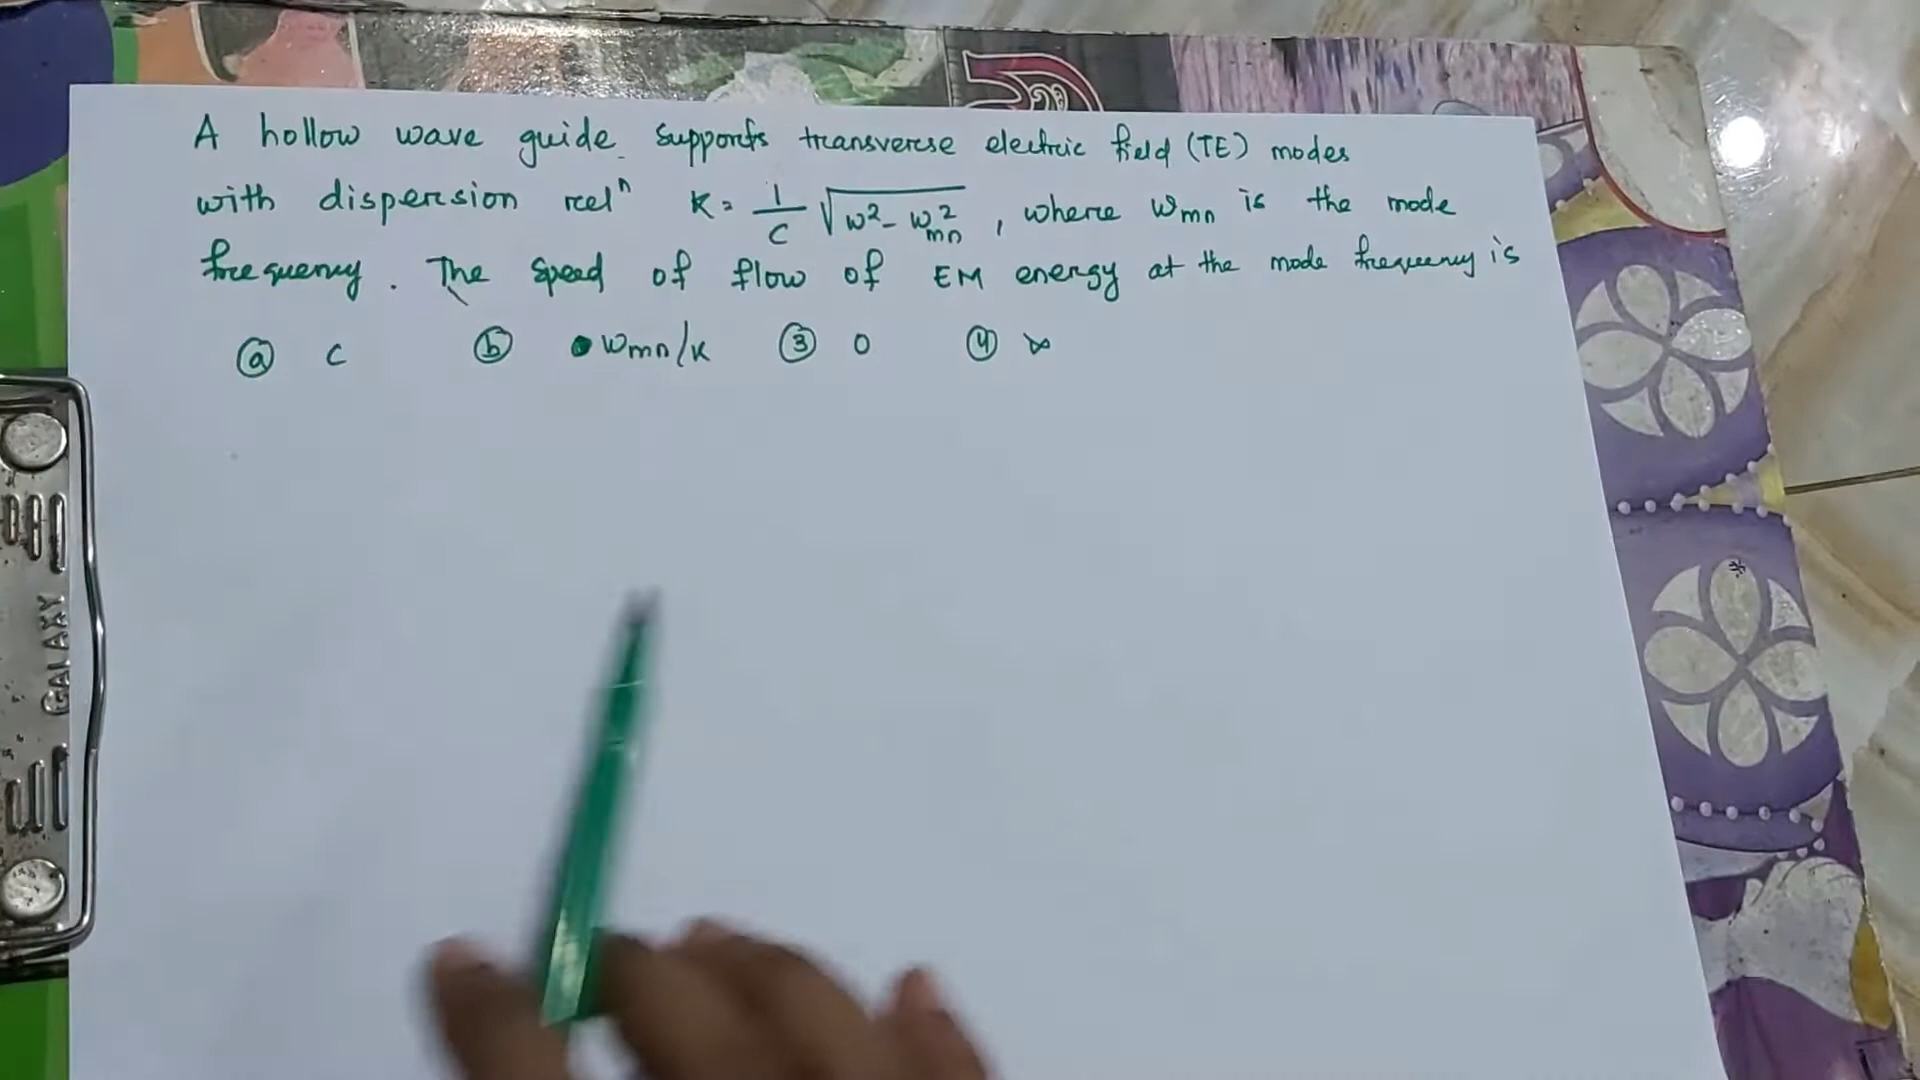 A hollow wave guide supports transverse electric field (TE) modes
with dispersion relⁿ K = 1/C √(ω² - ω²mn) , where ωmn is the mode
frequency. The speed of flow of EM energy at the mode frequency is
ⓐ C ⓑ ωmn/K ③ 0 ④ ∞
GALAXY